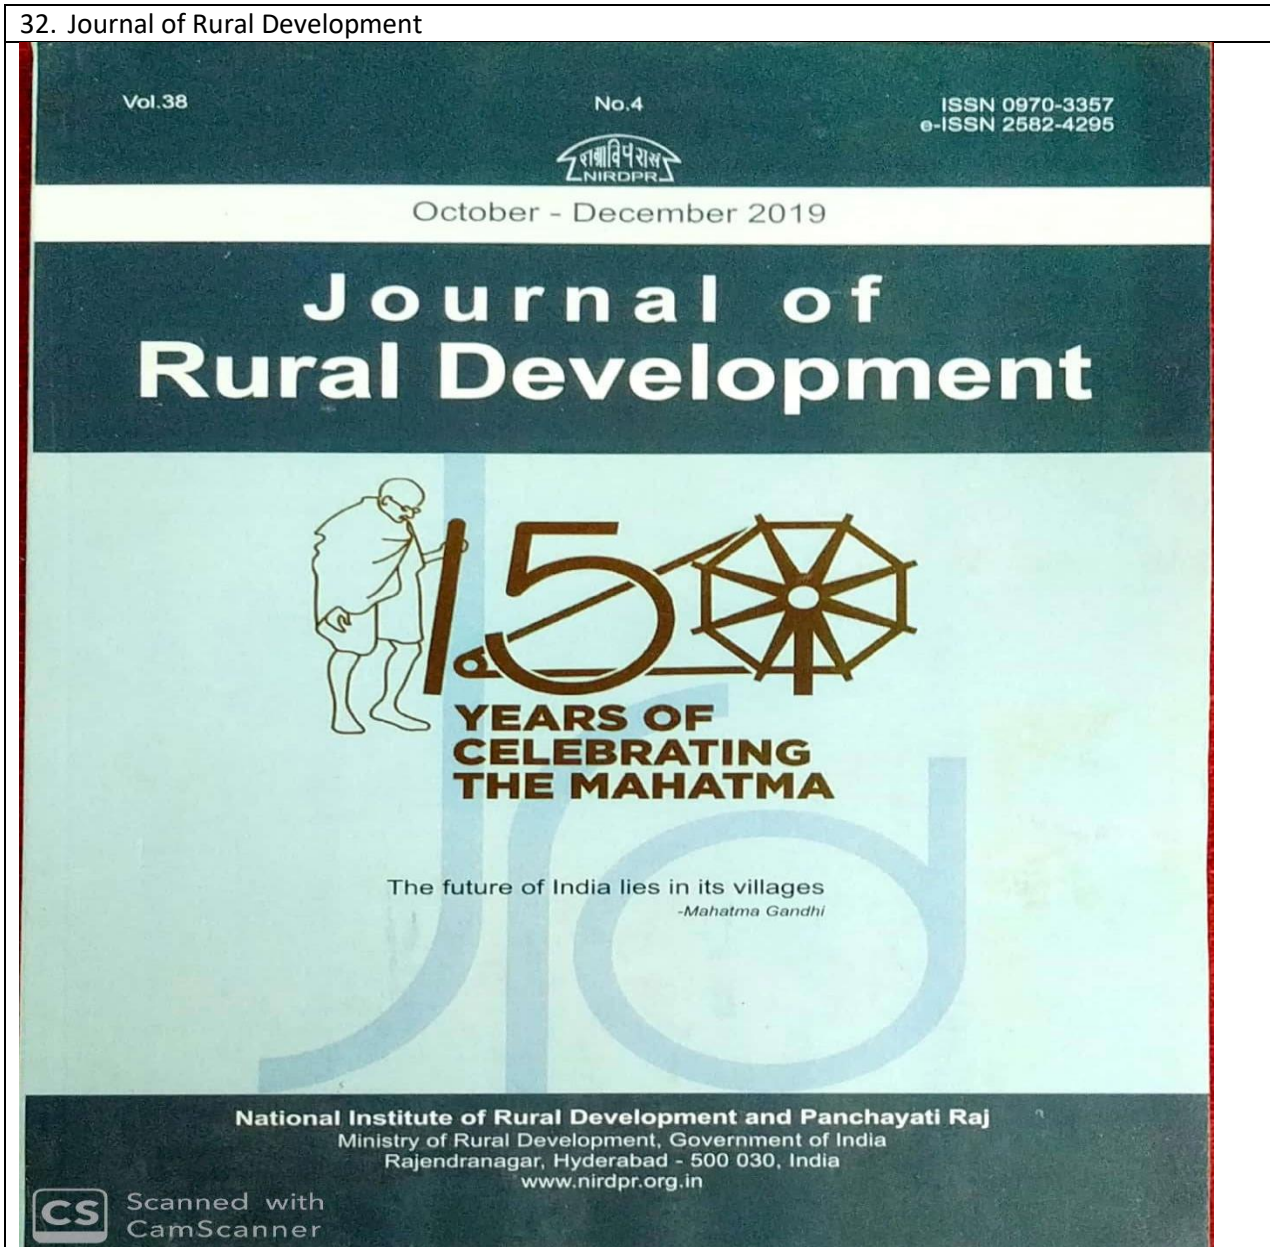 32. Journal of Rural Development
Vol.38 No.4 ISSN 0970-3357
e-ISSN 2582-4295
NIRDPR
October - December 2019
Journal of
Rural Development
150
YEARS OF
CELEBRATING
THE MAHATMA
jrd
The future of India lies in its villages
-Mahatma Gandhi
National Institute of Rural Development and Panchayati Raj
Ministry of Rural Development, Government of India
Rajendranagar, Hyderabad - 500 030, India
www.nirdpr.org.in
CS Scanned with
CamScanner